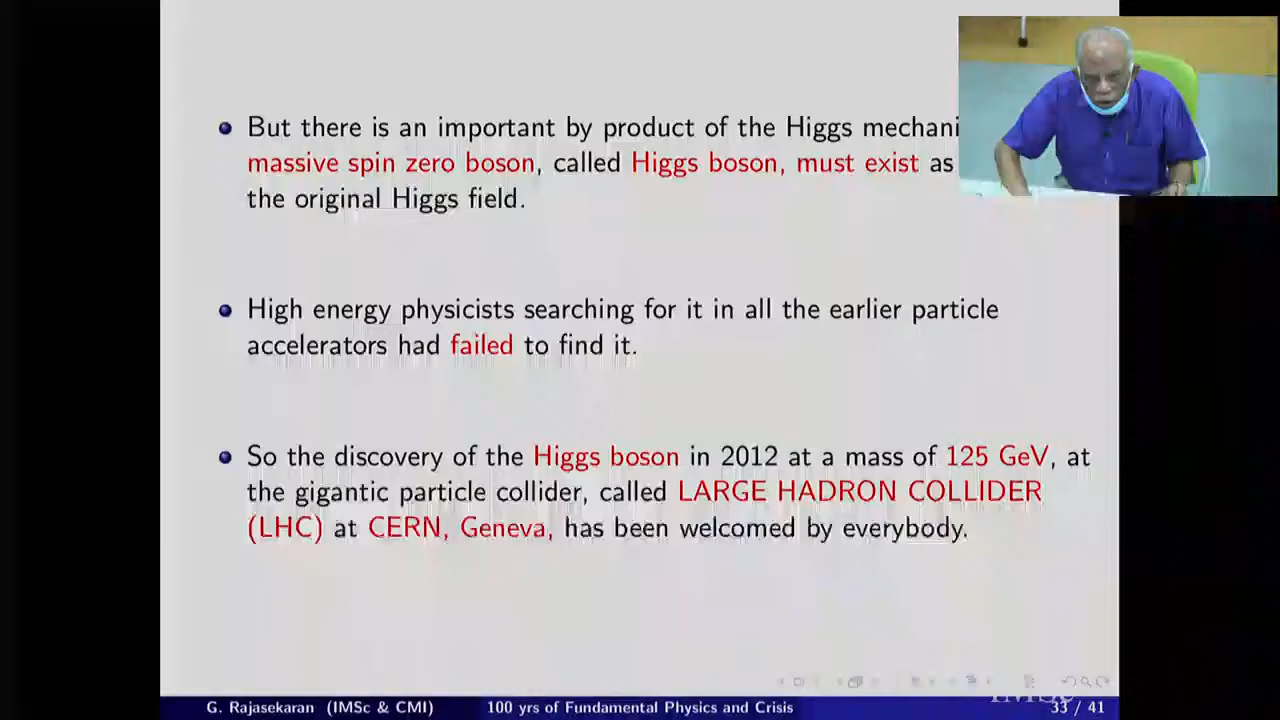 But there is an important by product of the Higgs mechani
massive spin zero boson, called Higgs boson, must exist as
the original Higgs field.
High energy physicists searching for it in all the earlier particle
accelerators had failed to find it.
So the discovery of the Higgs boson in 2012 at a mass of 125 GeV, at
the gigantic particle collider, called LARGE HADRON COLLIDER
(LHC) at CERN, Geneva, has been welcomed by everybody.
IMSc
G. Rajasekaran (IMSc & CMI) 100 yrs of Fundamental Physics and Crisis 33 / 41